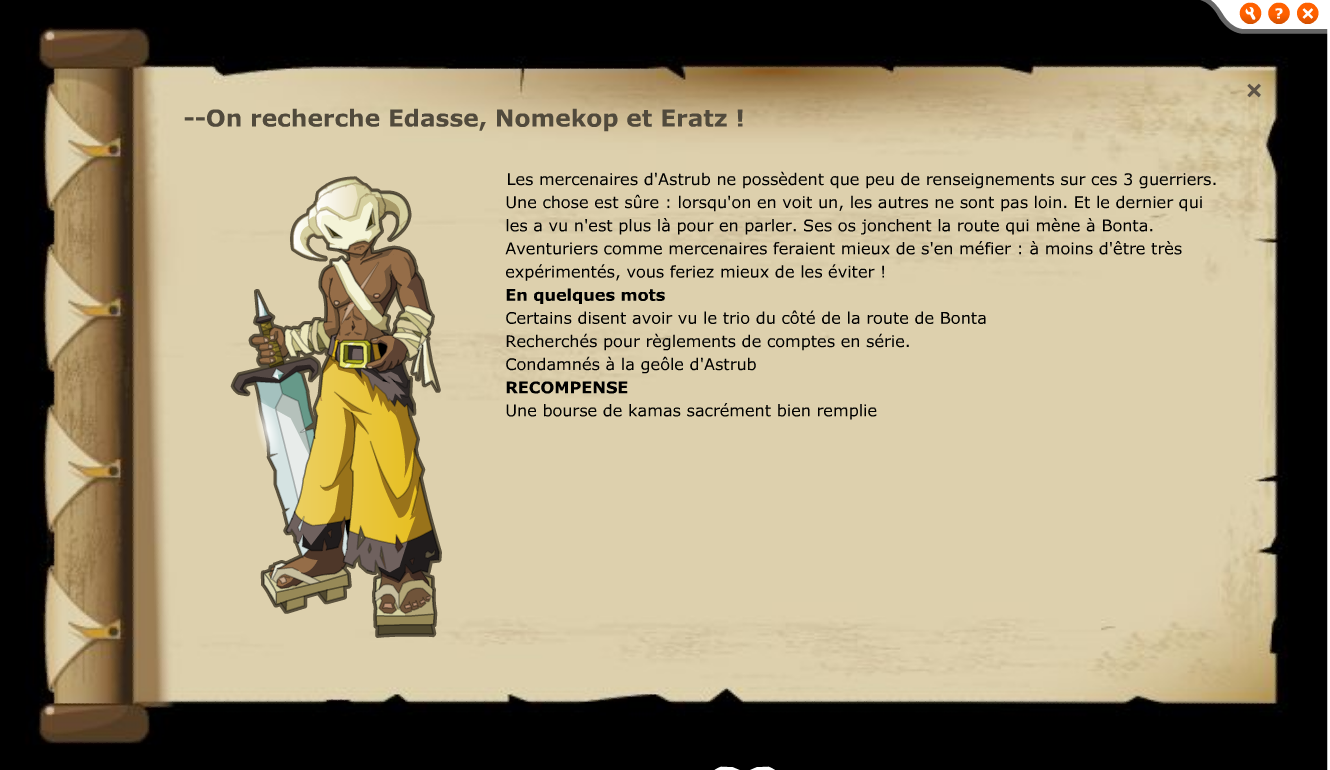 --On recherche Edasse, Nomekop et Eratz !
Les mercenaires d'Astrub ne possèdent que peu de renseignements sur ces 3 guerriers.
Une chose est sûre : lorsqu'on en voit un, les autres ne sont pas loin. Et le dernier qui
les a vu n'est plus là pour en parler. Ses os jonchent la route qui mène à Bonta.
Aventuriers comme mercenaires feraient mieux de s'en méfier : à moins d'être très
expérimentés, vous feriez mieux de les éviter !
En quelques mots
Certains disent avoir vu le trio du côté de la route de Bonta
Recherchés pour règlements de comptes en série.
Condamnés à la geôle d'Astrub
RECOMPENSE
Une bourse de kamas sacrément bien remplie